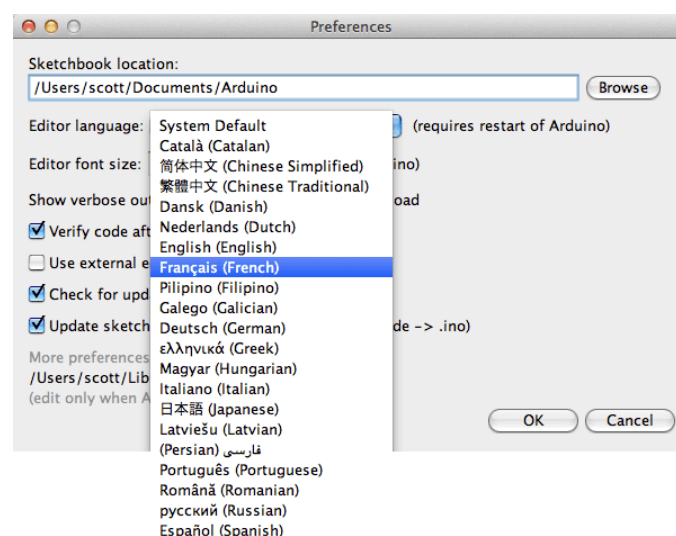 Preferences
Sketchbook location:
/Users/scott/Documents/Arduino
Browse
Editor language:
(requires restart of Arduino)
Editor font size:
ino)
Show verbose ou
oad
Verify code aft
Use external e
Check for upd
Update sketch
de -> .ino)
More preferences
/Users/scott/Lib
(edit only when A
OK
Cancel
System Default
Català (Catalan)
简体中文 (Chinese Simplified)
繁體中文 (Chinese Traditional)
Dansk (Danish)
Nederlands (Dutch)
English (English)
Français (French)
Pilipino (Filipino)
Galego (Galician)
Deutsch (German)
ελληνικά (Greek)
Magyar (Hungarian)
Italiano (Italian)
日本語 (Japanese)
Latviešu (Latvian)
فارسی (Persian)
Português (Portuguese)
Română (Romanian)
русский (Russian)
Español (Spanish)